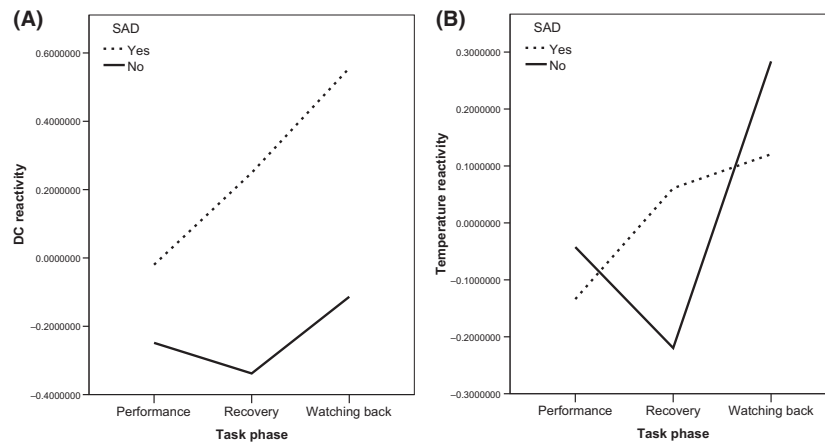 (A)
SAD
Yes
No
0.6000000
0.4000000
0.2000000
0.0000000
–0.2000000
–0.4000000
DC reactivity
Performance Recovery Watching back
Task phase
(B)
SAD
Yes
No
0.3000000
0.2000000
0.1000000
0.0000000
–0.1000000
–0.2000000
–0.3000000
Temperature reactivity
Performance Recovery Watching back
Task phase